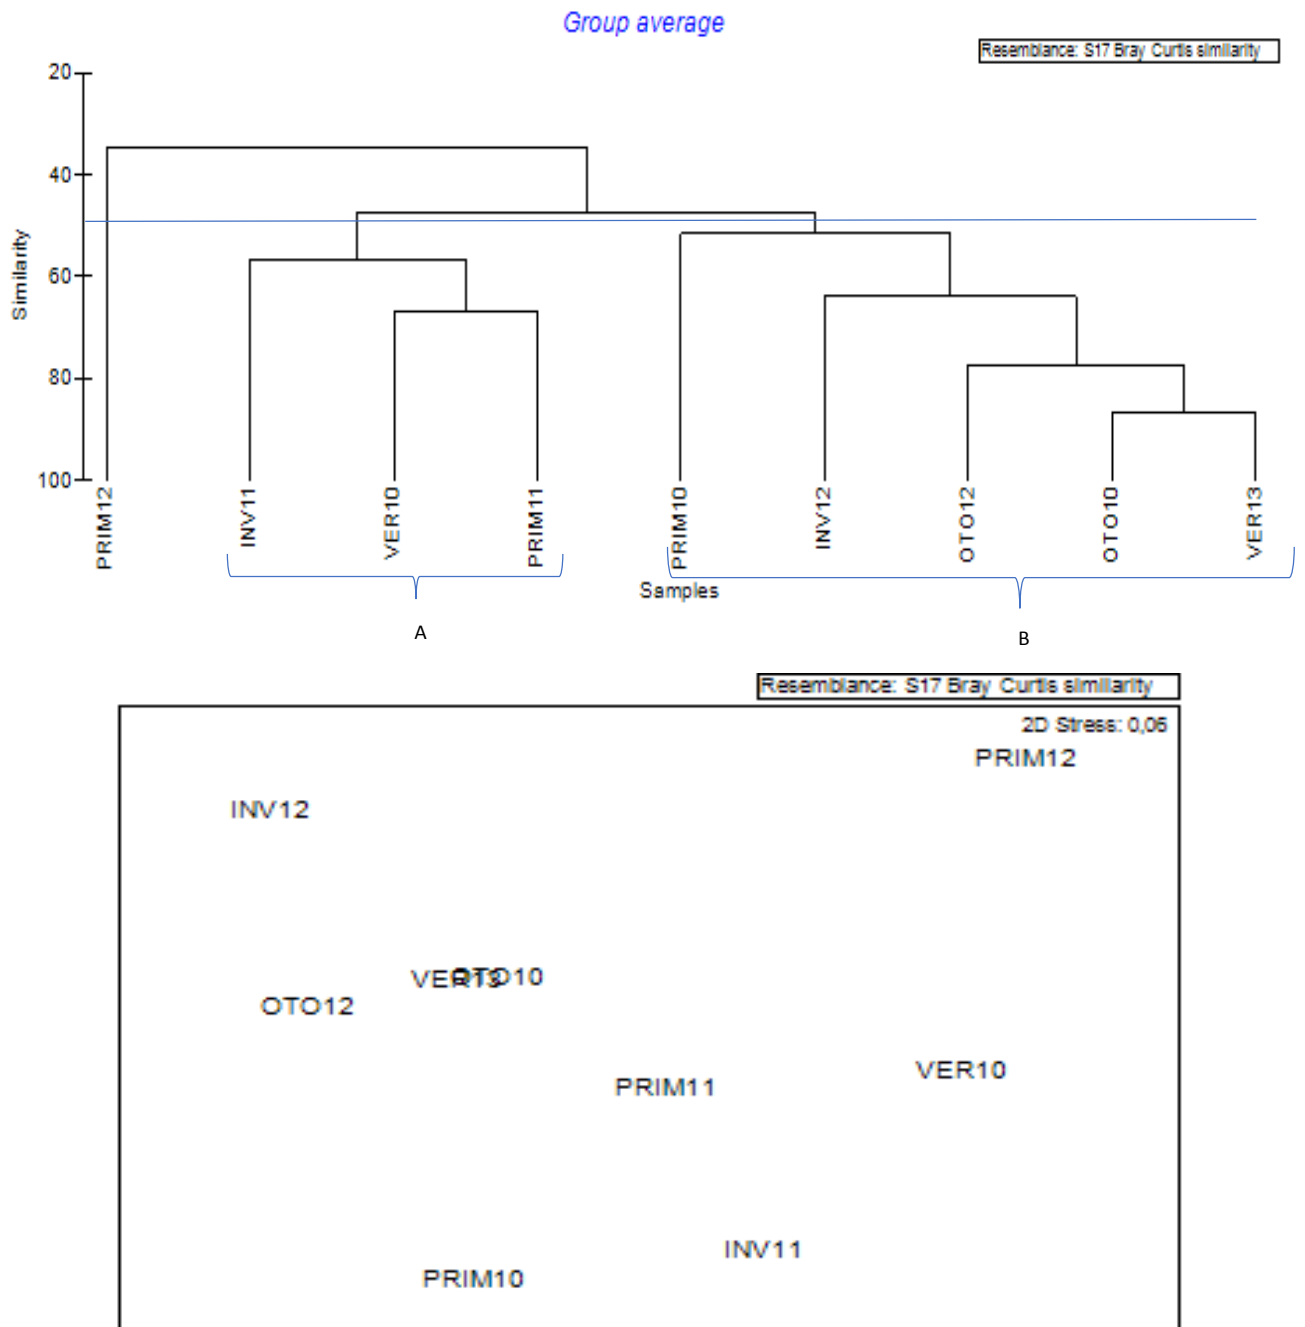 Group average
Resemblance: S17 Bray Curtis similarity
20
40
60
80
100
Similarity
PRIM12
INV11
VER10
PRIM11
PRIM10
INV12
OTO12
OTO10
VER13
Samples
A
B
Resemblance: S17 Bray Curtis similarity
2D Stress: 0,06
PRIM12
INV12
VER13
OTO10
OTO12
VER10
PRIM11
INV11
PRIM10